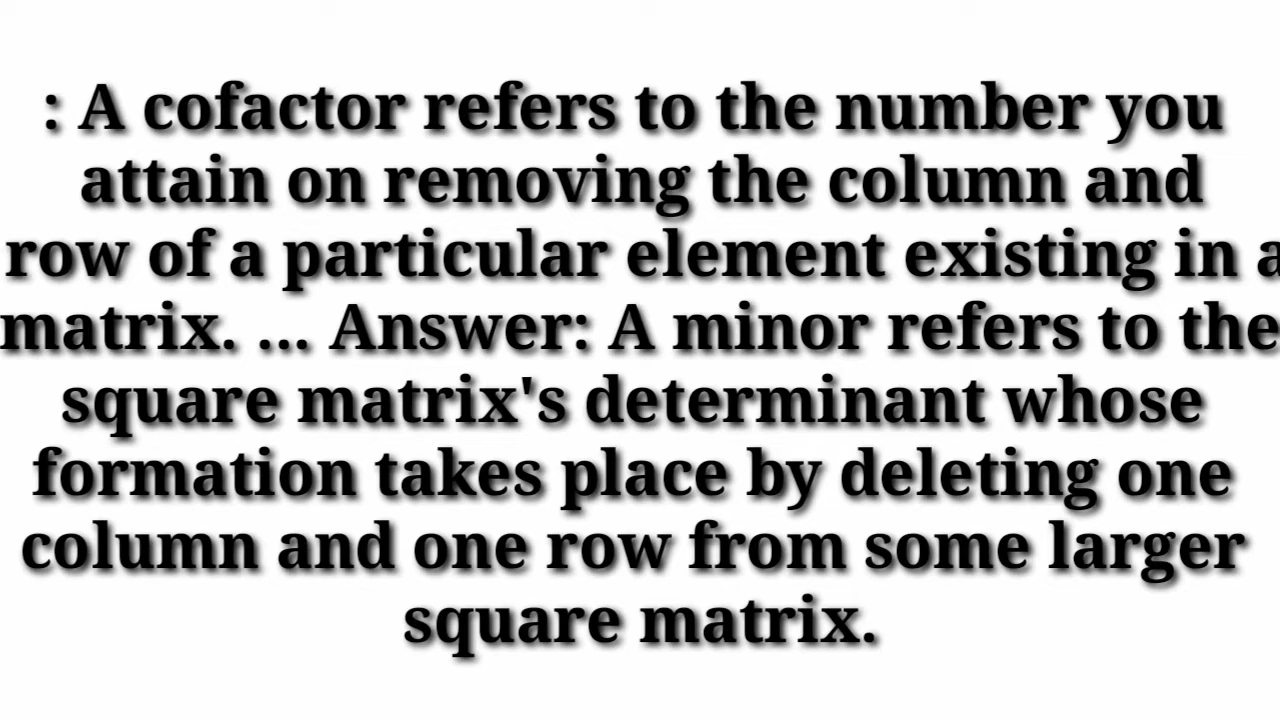 : A cofactor refers to the number you
attain on removing the column and
row of a particular element existing in a
matrix. ... Answer: A minor refers to the
square matrix's determinant whose
formation takes place by deleting one
column and one row from some larger
square matrix.